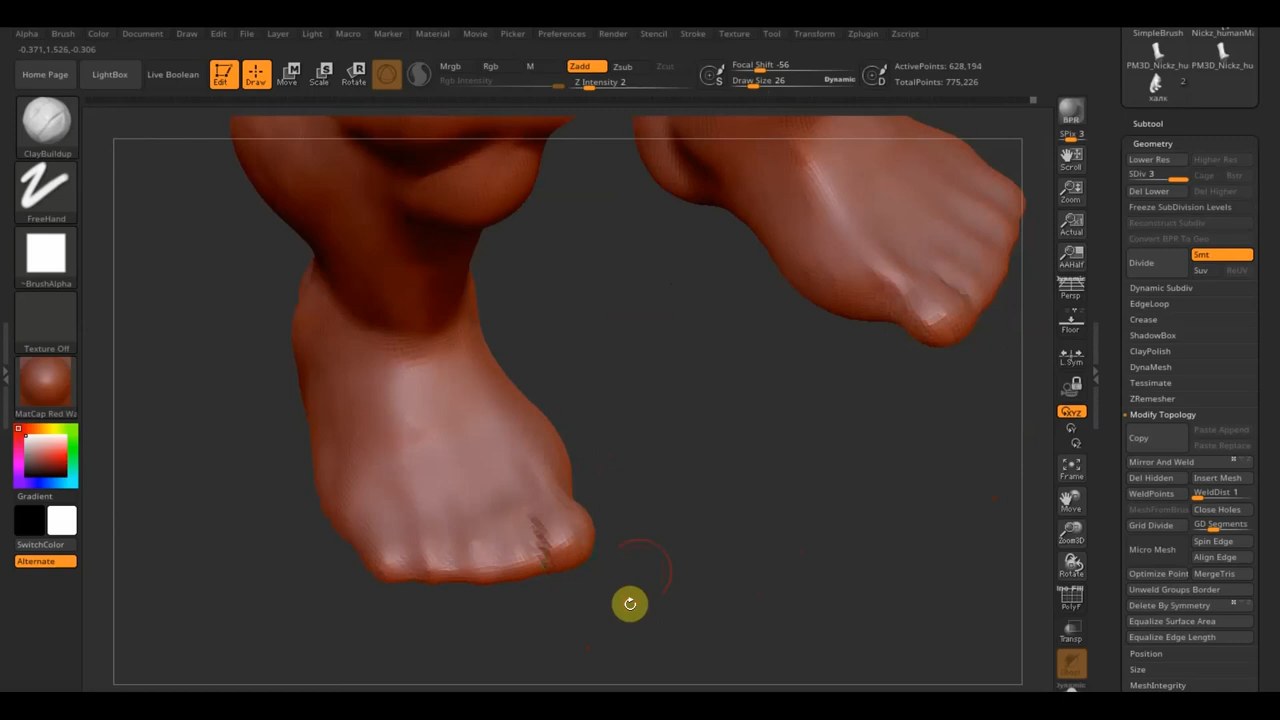 Alpha Brush Color Document Draw Edit File Layer Light Macro Marker Material Movie Picker Preferences Render Stencil Stroke Texture Tool Transform Zplugin Zscript
-0.371,1.526,-0.306
Home Page LightBox Live Boolean Edit Draw Move Scale Rotate
Mrgb Rgb M Zadd Zsub Zcut
Rgb Intensity Z Intensity 2
Focal Shift -56
Draw Size 26 Dynamic
ActivePoints: 628,194
TotalPoints: 775,226
ClayBuildup
FreeHand
~BrushAlpha
Texture Off
MatCap Red Wa
Gradient
SwitchColor
Alternate
BPR
SPix 3
Scroll
Zoom
Actual
AAHalf
Dynamic
Persp
Floor
L.Sym
XYZ
Frame
Move
Zoom3D
Rotate
PolyF
Transp
Dynamic
SimpleBrush Nickz_humanMa
PM3D_Nickz_hu PM3D_Nickz_hu
2
калк
Subtool
Geometry
Lower Res Higher Res
SDiv 3 Cage Rstr
Del Lower Del Higher
Freeze SubDivision Levels
Reconstruct Subdiv
Convert BPR To Geo
Divide Smt
Suv ReUV
Dynamic Subdiv
EdgeLoop
Crease
ShadowBox
ClayPolish
DynaMesh
Tessimate
ZRemesher
Modify Topology
Copy Paste Append
Paste Replace
Mirror And Weld
Del Hidden Insert Mesh
WeldPoints WeldDist 1
MeshFromBrus Close Holes
Grid Divide GD Segments
Micro Mesh Spin Edge
Align Edge
Optimize Point MergeTris
Unweld Groups Border
Delete By Symmetry
Equalize Surface Area
Equalize Edge Length
Position
Size
MeshIntegrity